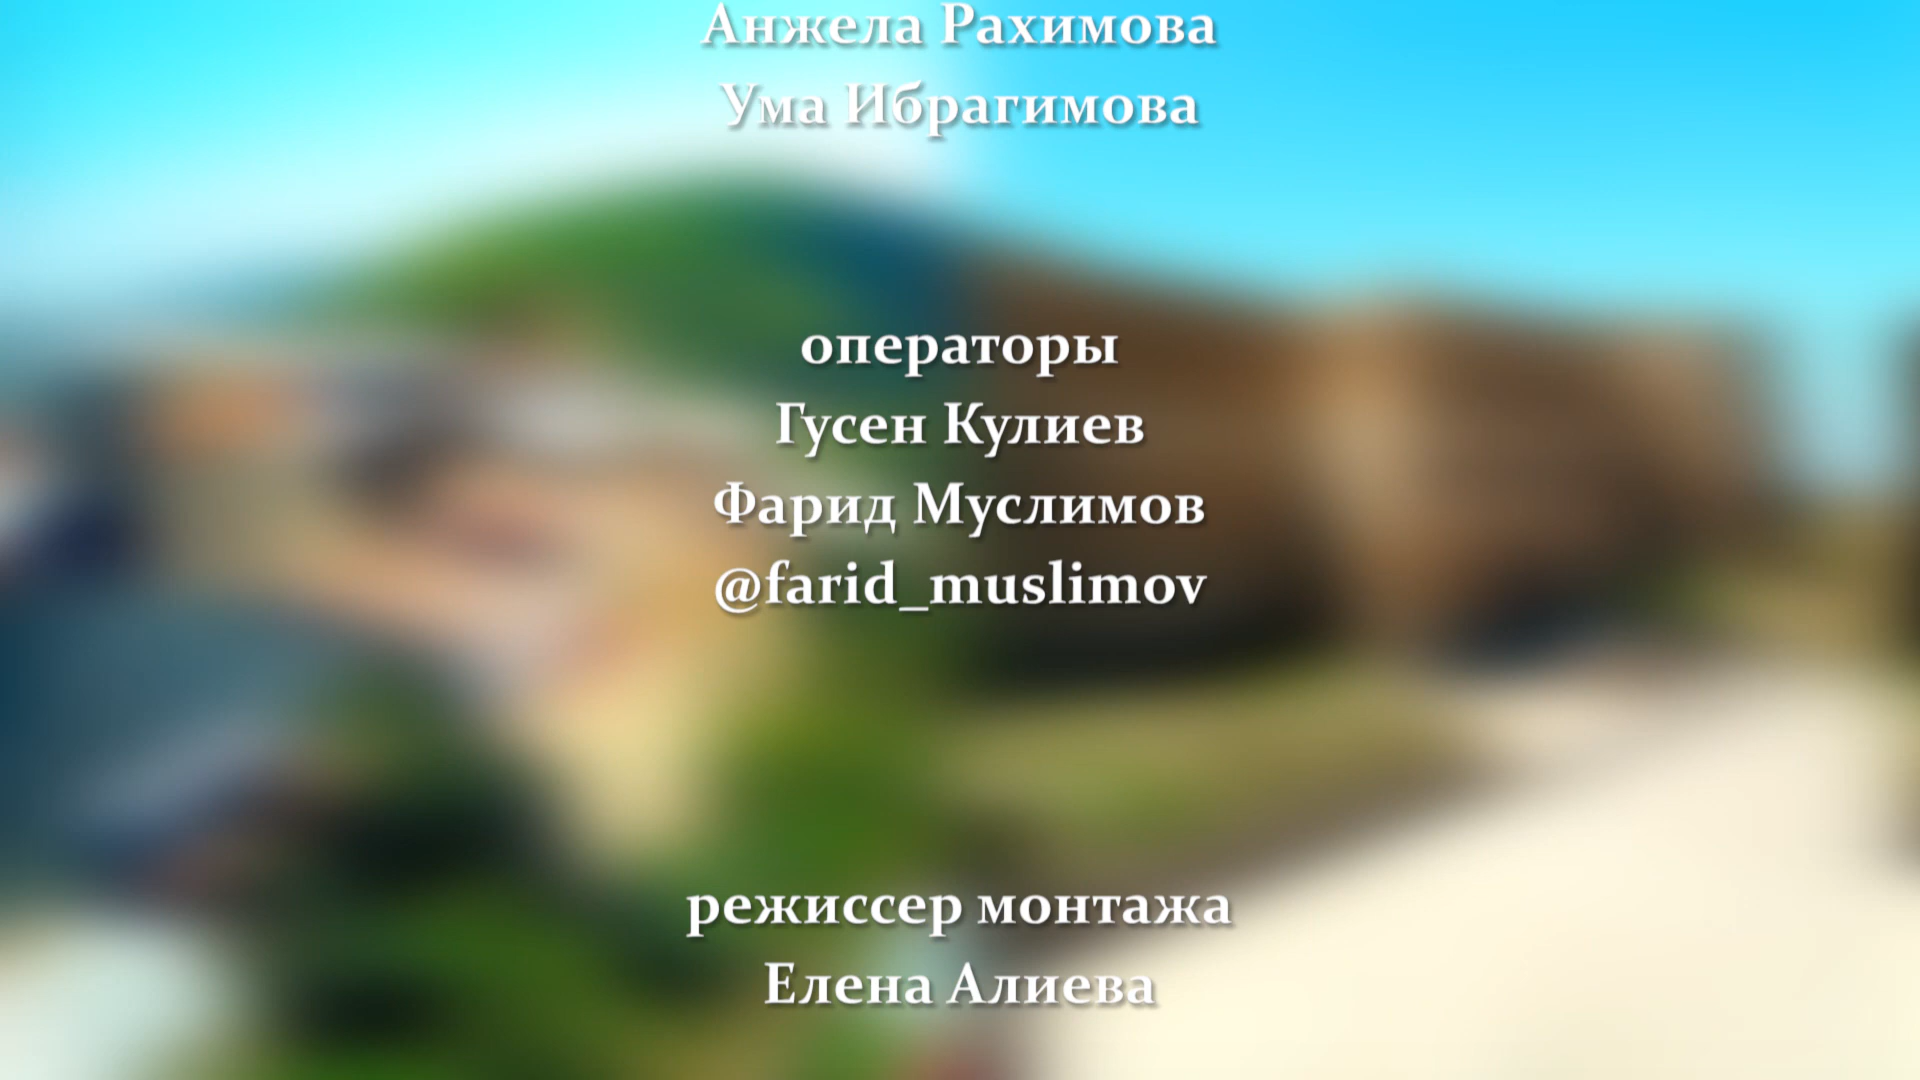 Анжела Рахимова
Ума Ибрагимова
операторы
Гусен Кулиев
Фарид Муслимов
@farid_muslimov
режиссер монтажа
Елена Алиева